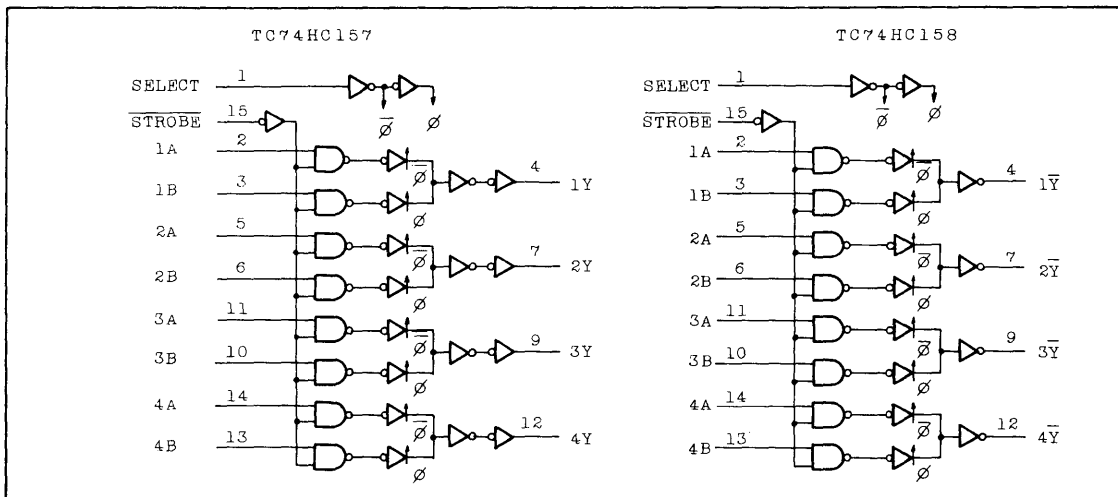 TC74HC157
SELECT 1
S̅T̅R̅O̅B̅E̅ 15
∅̅ ∅
1A 2
∅̅
4
1Y
1B 3
∅
2A 5
∅̅
7
2Y
2B 6
∅
3A 11
∅̅
9
3Y
3B 10
∅
4A 14
∅̅
12
4Y
4B 13
∅
TC74HC158
SELECT 1
S̅T̅R̅O̅B̅E̅ 15
∅̅ ∅
1A 2
∅̅
4
1Y̅
1B 3
∅
2A 5
∅̅
7
2Y̅
2B 6
∅
3A 11
∅̅
9
3Y̅
3B 10
∅
4A 14
∅̅
12
4Y̅
4B 13
∅